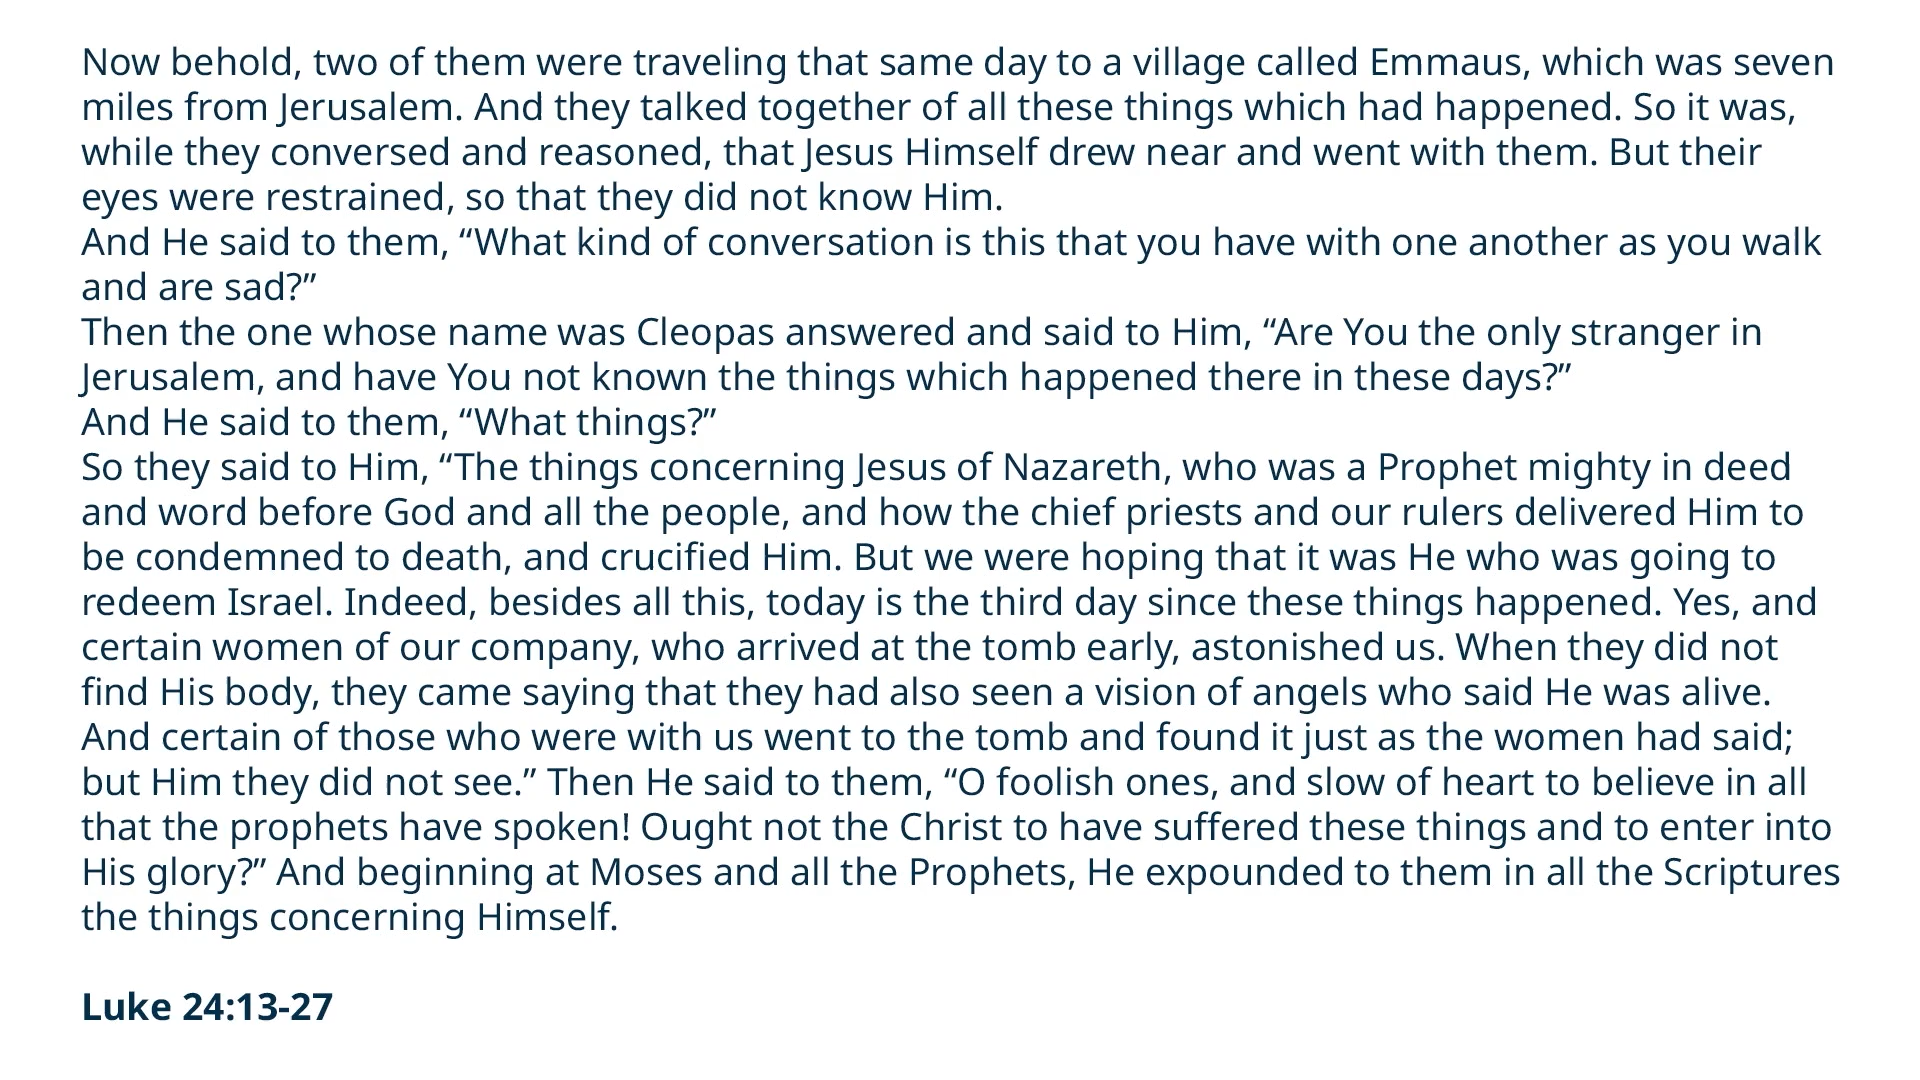 Now behold, two of them were traveling that same day to a village called Emmaus, which was seven
miles from Jerusalem. And they talked together of all these things which had happened. So it was,
while they conversed and reasoned, that Jesus Himself drew near and went with them. But their
eyes were restrained, so that they did not know Him.
And He said to them, “What kind of conversation is this that you have with one another as you walk
and are sad?”
Then the one whose name was Cleopas answered and said to Him, “Are You the only stranger in
Jerusalem, and have You not known the things which happened there in these days?”
And He said to them, “What things?”
So they said to Him, “The things concerning Jesus of Nazareth, who was a Prophet mighty in deed
and word before God and all the people, and how the chief priests and our rulers delivered Him to
be condemned to death, and crucified Him. But we were hoping that it was He who was going to
redeem Israel. Indeed, besides all this, today is the third day since these things happened. Yes, and
certain women of our company, who arrived at the tomb early, astonished us. When they did not
find His body, they came saying that they had also seen a vision of angels who said He was alive.
And certain of those who were with us went to the tomb and found it just as the women had said;
but Him they did not see.” Then He said to them, “O foolish ones, and slow of heart to believe in all
that the prophets have spoken! Ought not the Christ to have suffered these things and to enter into
His glory?” And beginning at Moses and all the Prophets, He expounded to them in all the Scriptures
the things concerning Himself.
Luke 24:13-27